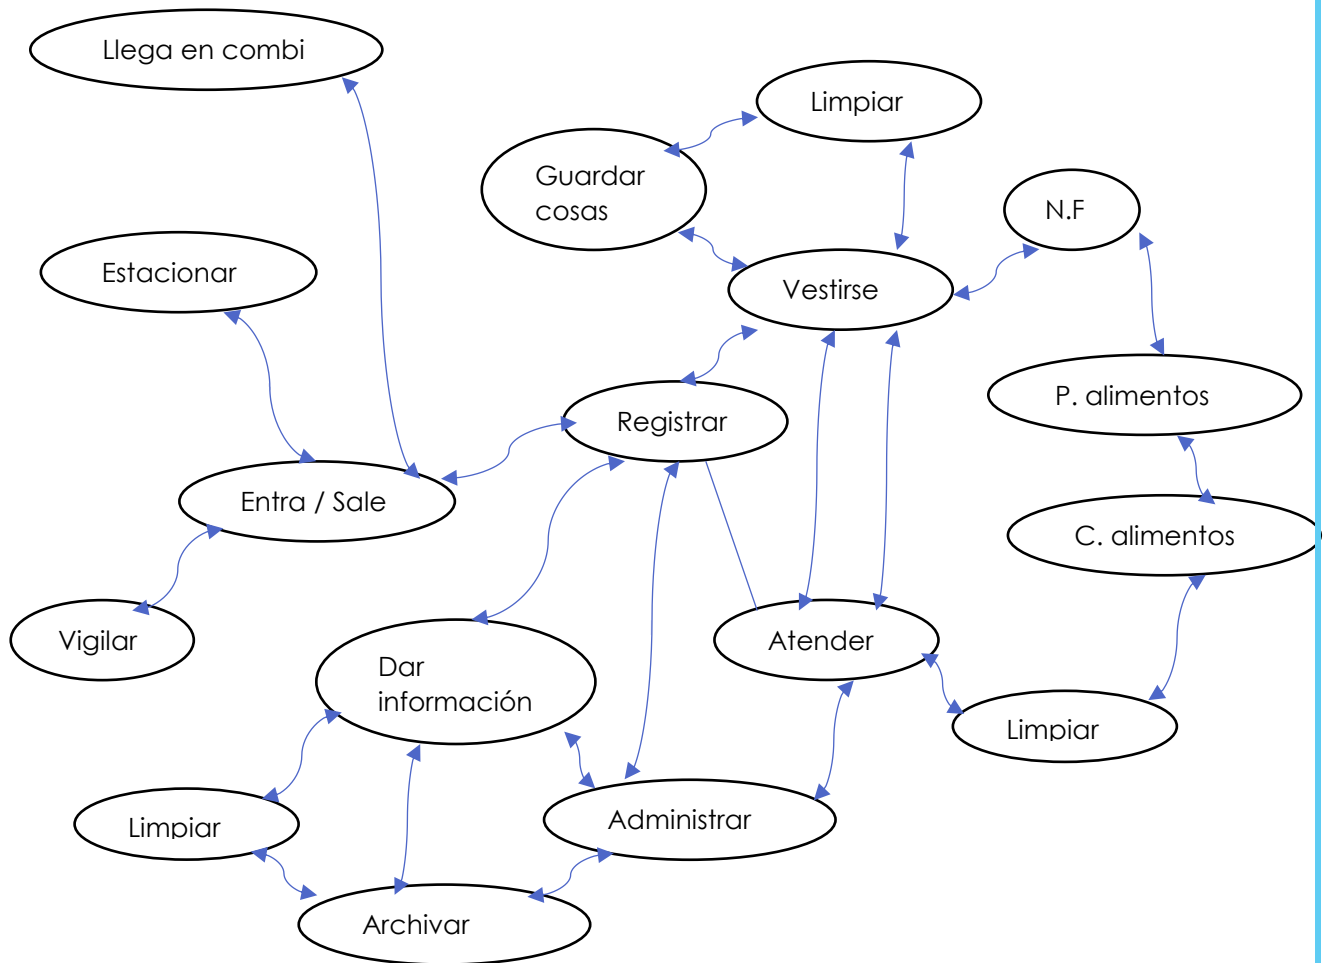 Llega en combi
Limpiar
Guardar
cosas
N.F
Estacionar
Vestirse
P. alimentos
Registrar
Entra / Sale
C. alimentos
Vigilar
Atender
Dar
información
Limpiar
Administrar
Limpiar
Archivar